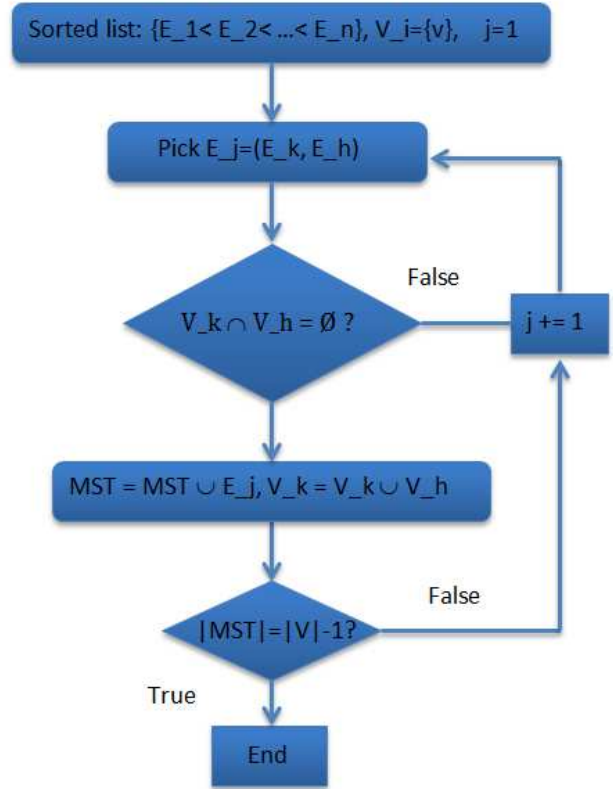 Sorted list: {E_1< E_2< ...< E_n}, V_i={v}, j=1
Pick E_j=(E_k, E_h)
False
V_k ∩ V_h = Ø ?
j += 1
MST = MST ∪ E_j, V_k = V_k ∪ V_h
False
|MST|=|V|-1?
True
End